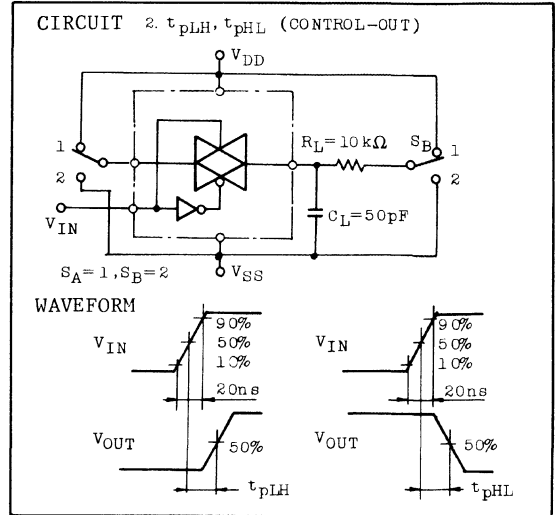 CIRCUIT 2. tpLH, tpHL (CONTROL-OUT)
VDD
RL=10kΩ
SB
1
1
2
2
CL=50pF
VIN
SA=1, SB=2
VSS
WAVEFORM
VIN
90%
50%
10%
20ns
VOUT
50%
tpLH
VIN
90%
50%
10%
20ns
VOUT
50%
tpHL